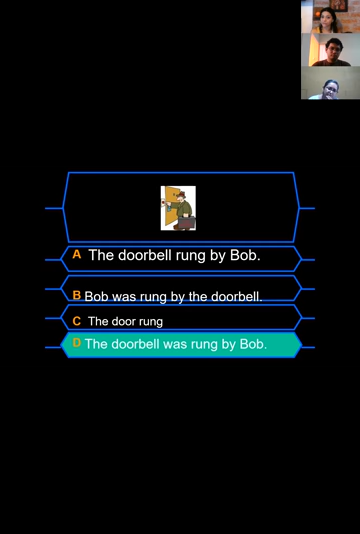 A The doorbell rung by Bob.
B Bob was rung by the doorbell.
C The door rung
D The doorbell was rung by Bob.